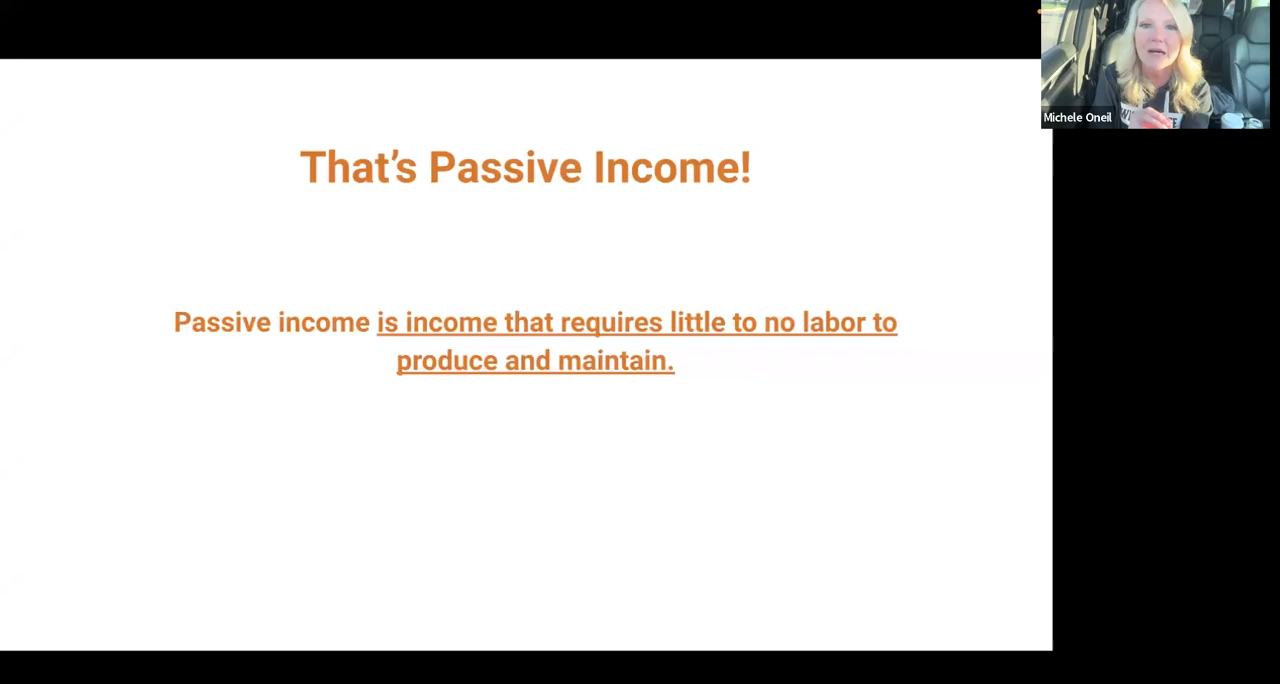 That's Passive Income!
Passive income is income that requires little to no labor to
produce and maintain.
Michele Oneil